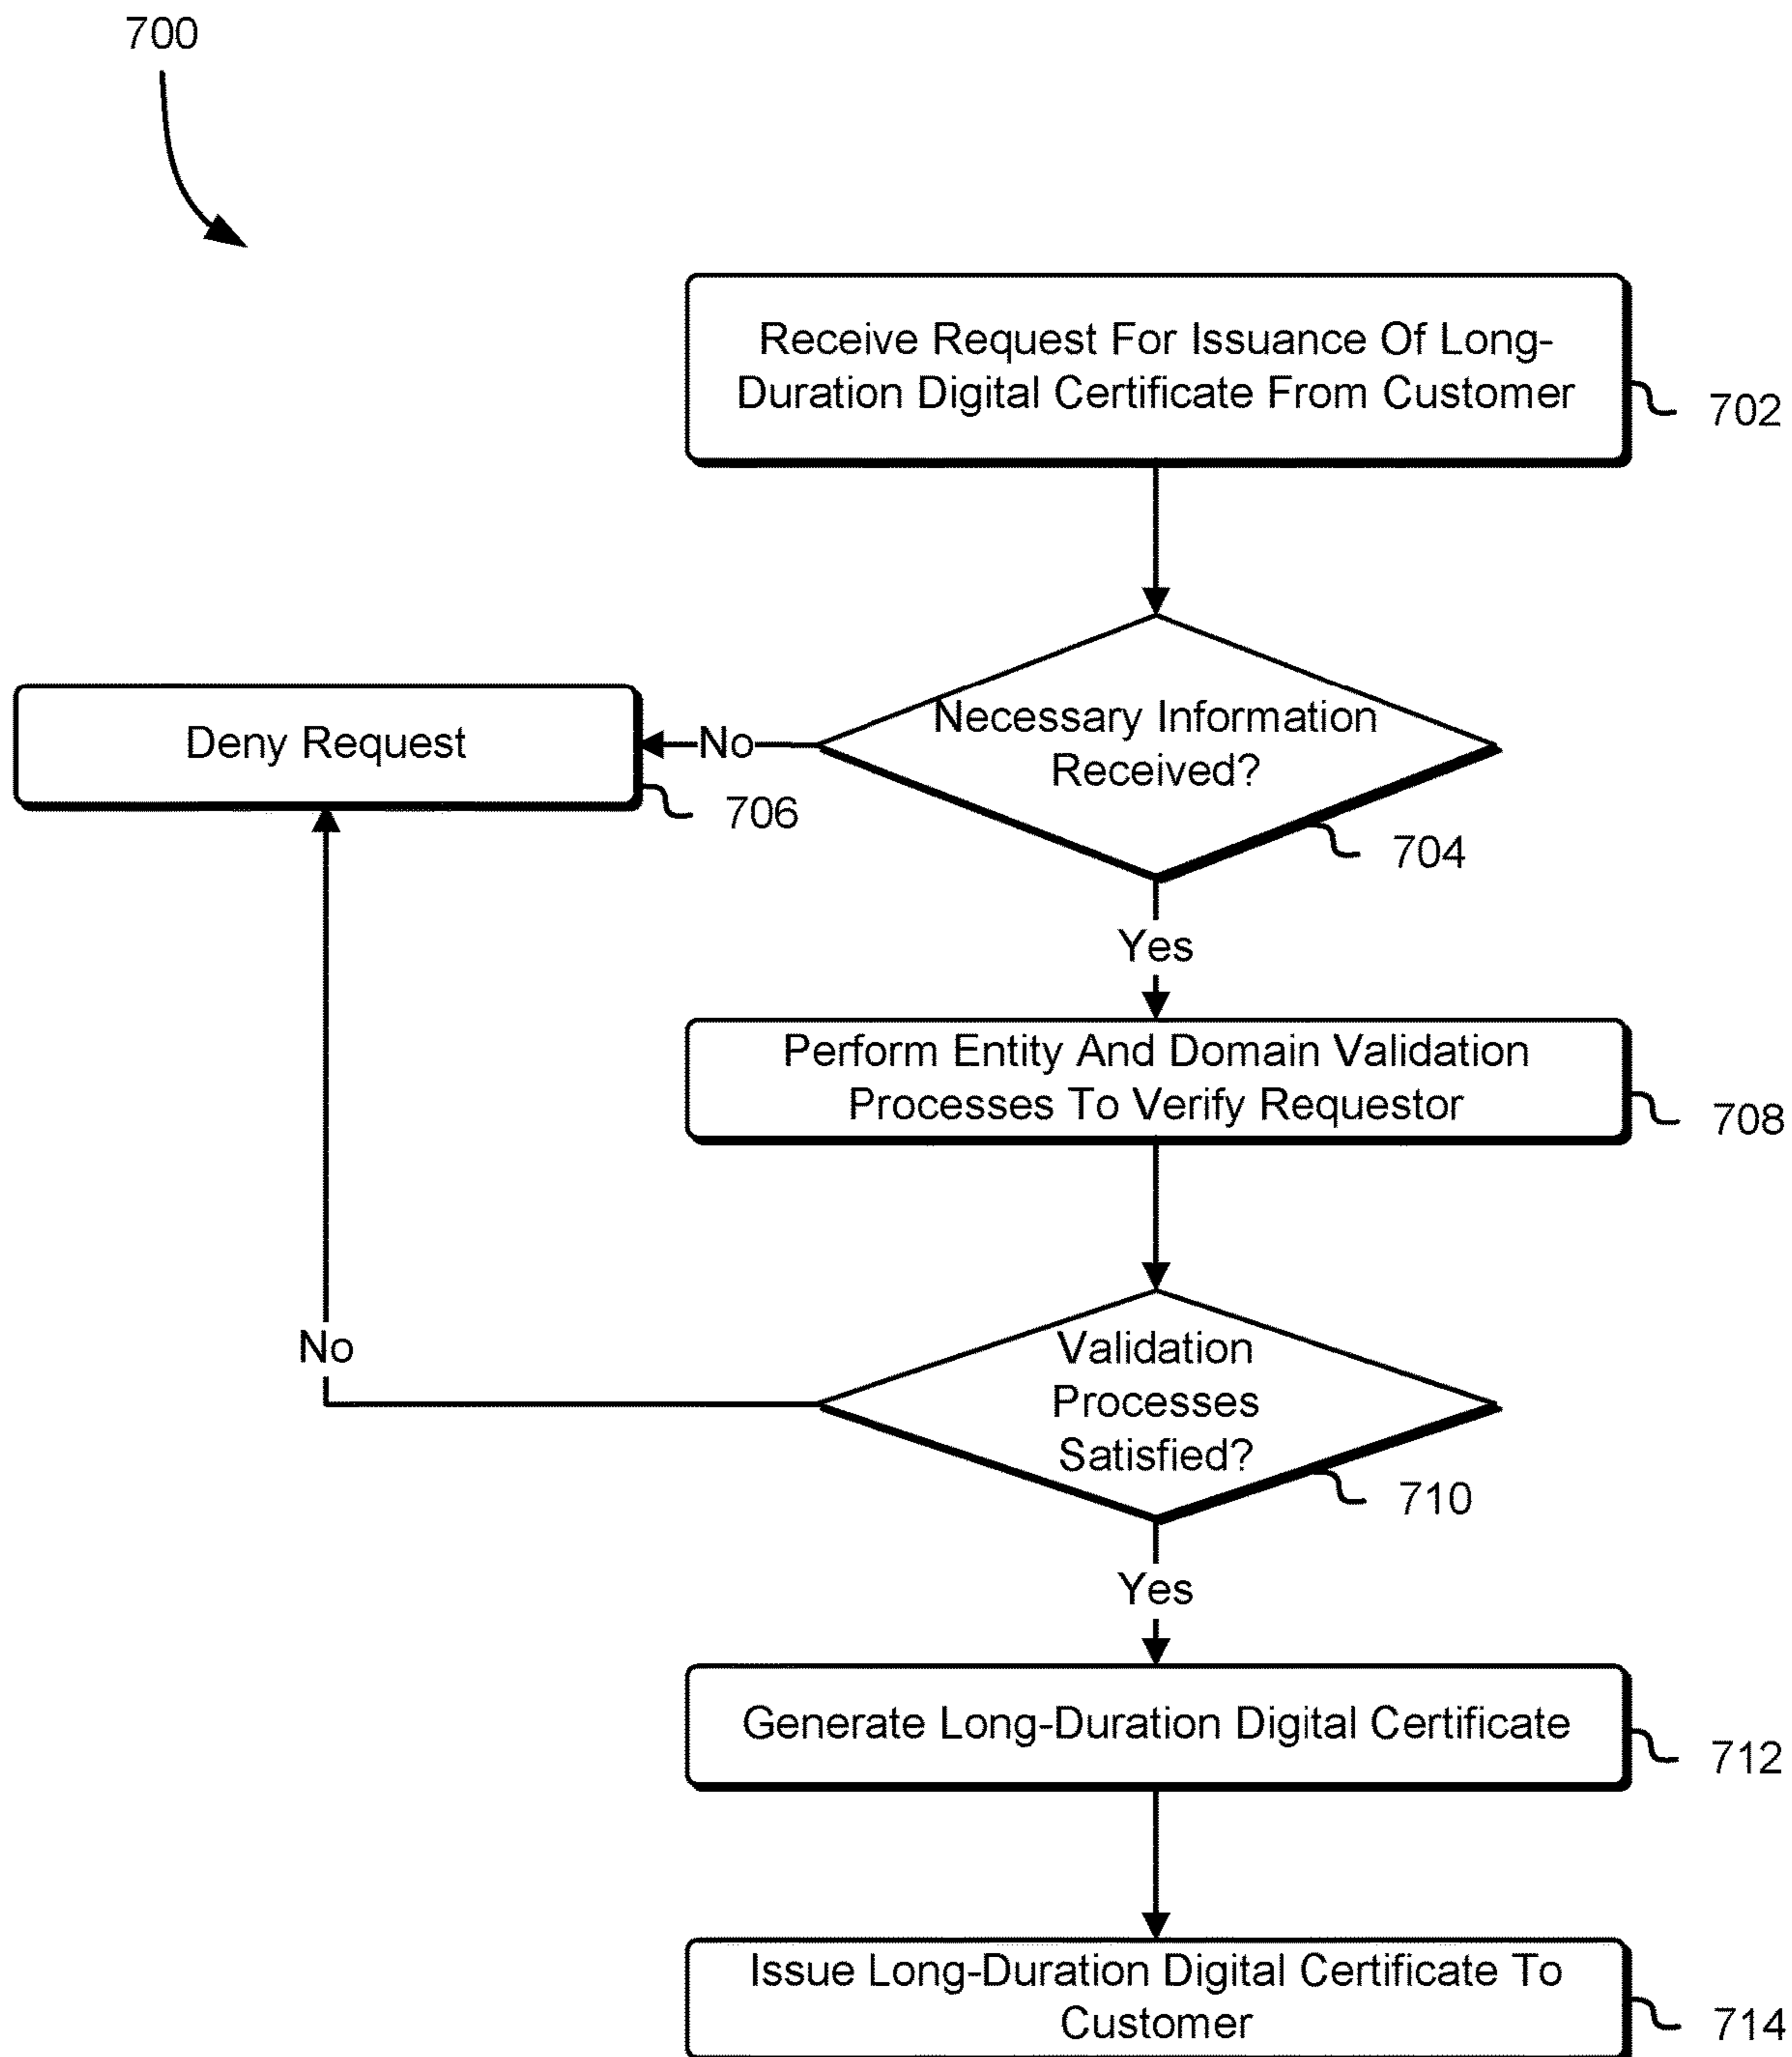 700
Receive Request For Issuance Of Long-
Duration Digital Certificate From Customer
702
Necessary Information
Received?
704
No
Deny Request
706
Yes
Perform Entity And Domain Validation
Processes To Verify Requestor
708
Validation
Processes
Satisfied?
710
No
Yes
Generate Long-Duration Digital Certificate
712
Issue Long-Duration Digital Certificate To
Customer
714